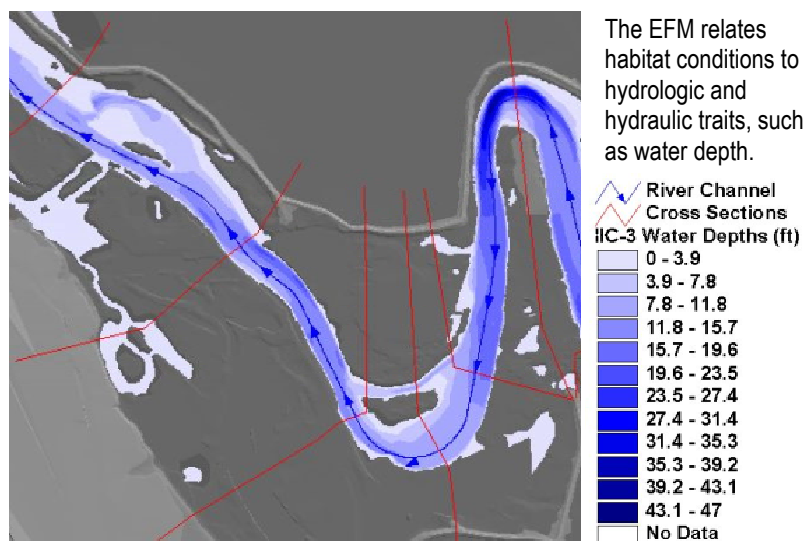 The EFM relates
habitat conditions to
hydrologic and
hydraulic traits, such
as water depth.
River Channel
Cross Sections
IIC-3 Water Depths (ft)
0 - 3.9
3.9 - 7.8
7.8 - 11.8
11.8 - 15.7
15.7 - 19.6
19.6 - 23.5
23.5 - 27.4
27.4 - 31.4
31.4 - 35.3
35.3 - 39.2
39.2 - 43.1
43.1 - 47
No Data